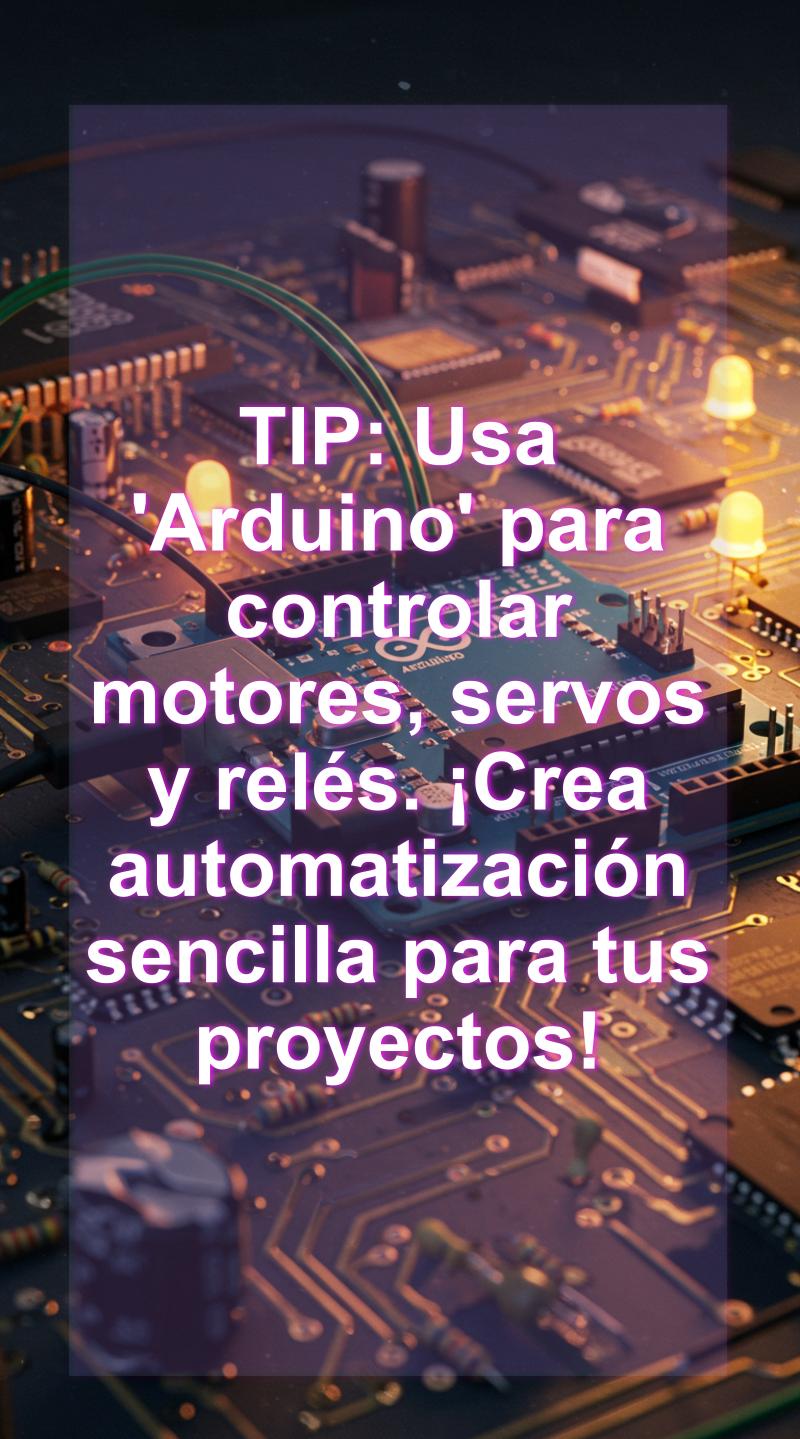 TIP: Usa
'Arduino' para
controlar
motores, servos
y relés. ¡Crea
automatización
sencilla para tus
proyectos!